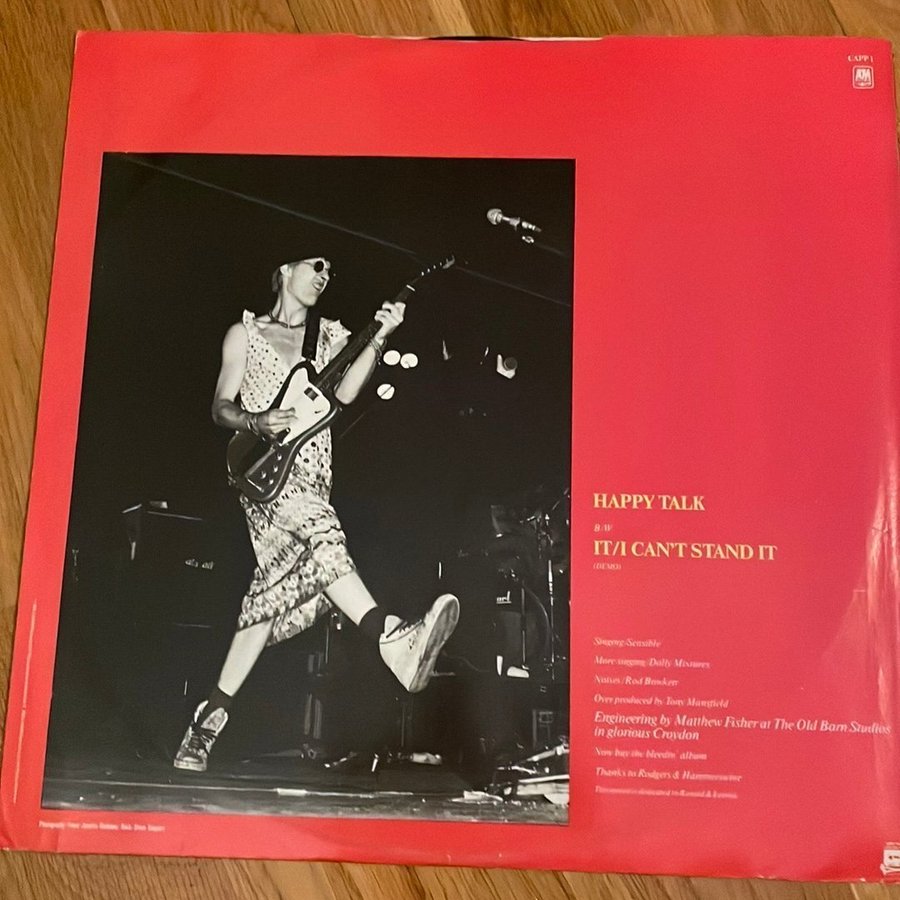 CAPP 1
A&M
HAPPY TALK
B/W
IT/I CAN'T STAND IT
(DEMO)
Singing/Sensible
More singing/Dolly Mixtures
Noises/Rod Bowkett
Over produced by Tony Mansfield
Engineering by Matthew Fisher at The Old Barn Studios
in glorious Croydon
Now buy the bleedin' album
Thanks to Rodgers & Hammerstein